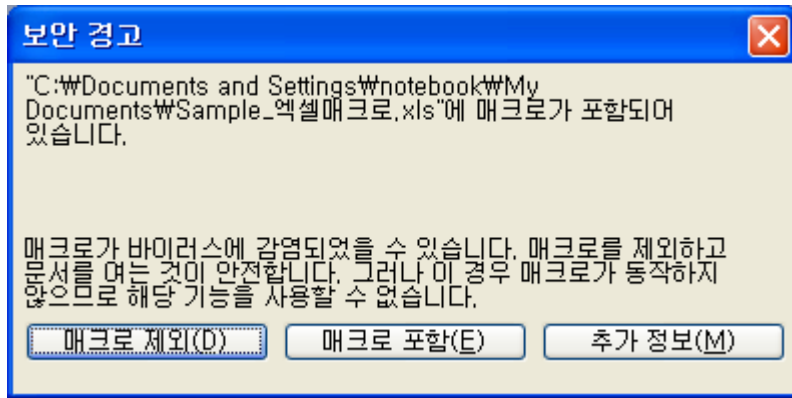 보안 경고
"C:₩Documents and Settings₩notebook₩My
Documents₩Sample_엑셀매크로.xls"에 매크로가 포함되어
있습니다.
매크로가 바이러스에 감염되었을 수 있습니다. 매크로를 제외하고
문서를 여는 것이 안전합니다. 그러나 이 경우 매크로가 동작하지
않으므로 해당 기능을 사용할 수 없습니다.
매크로 제외(D) 매크로 포함(E) 추가 정보(M)